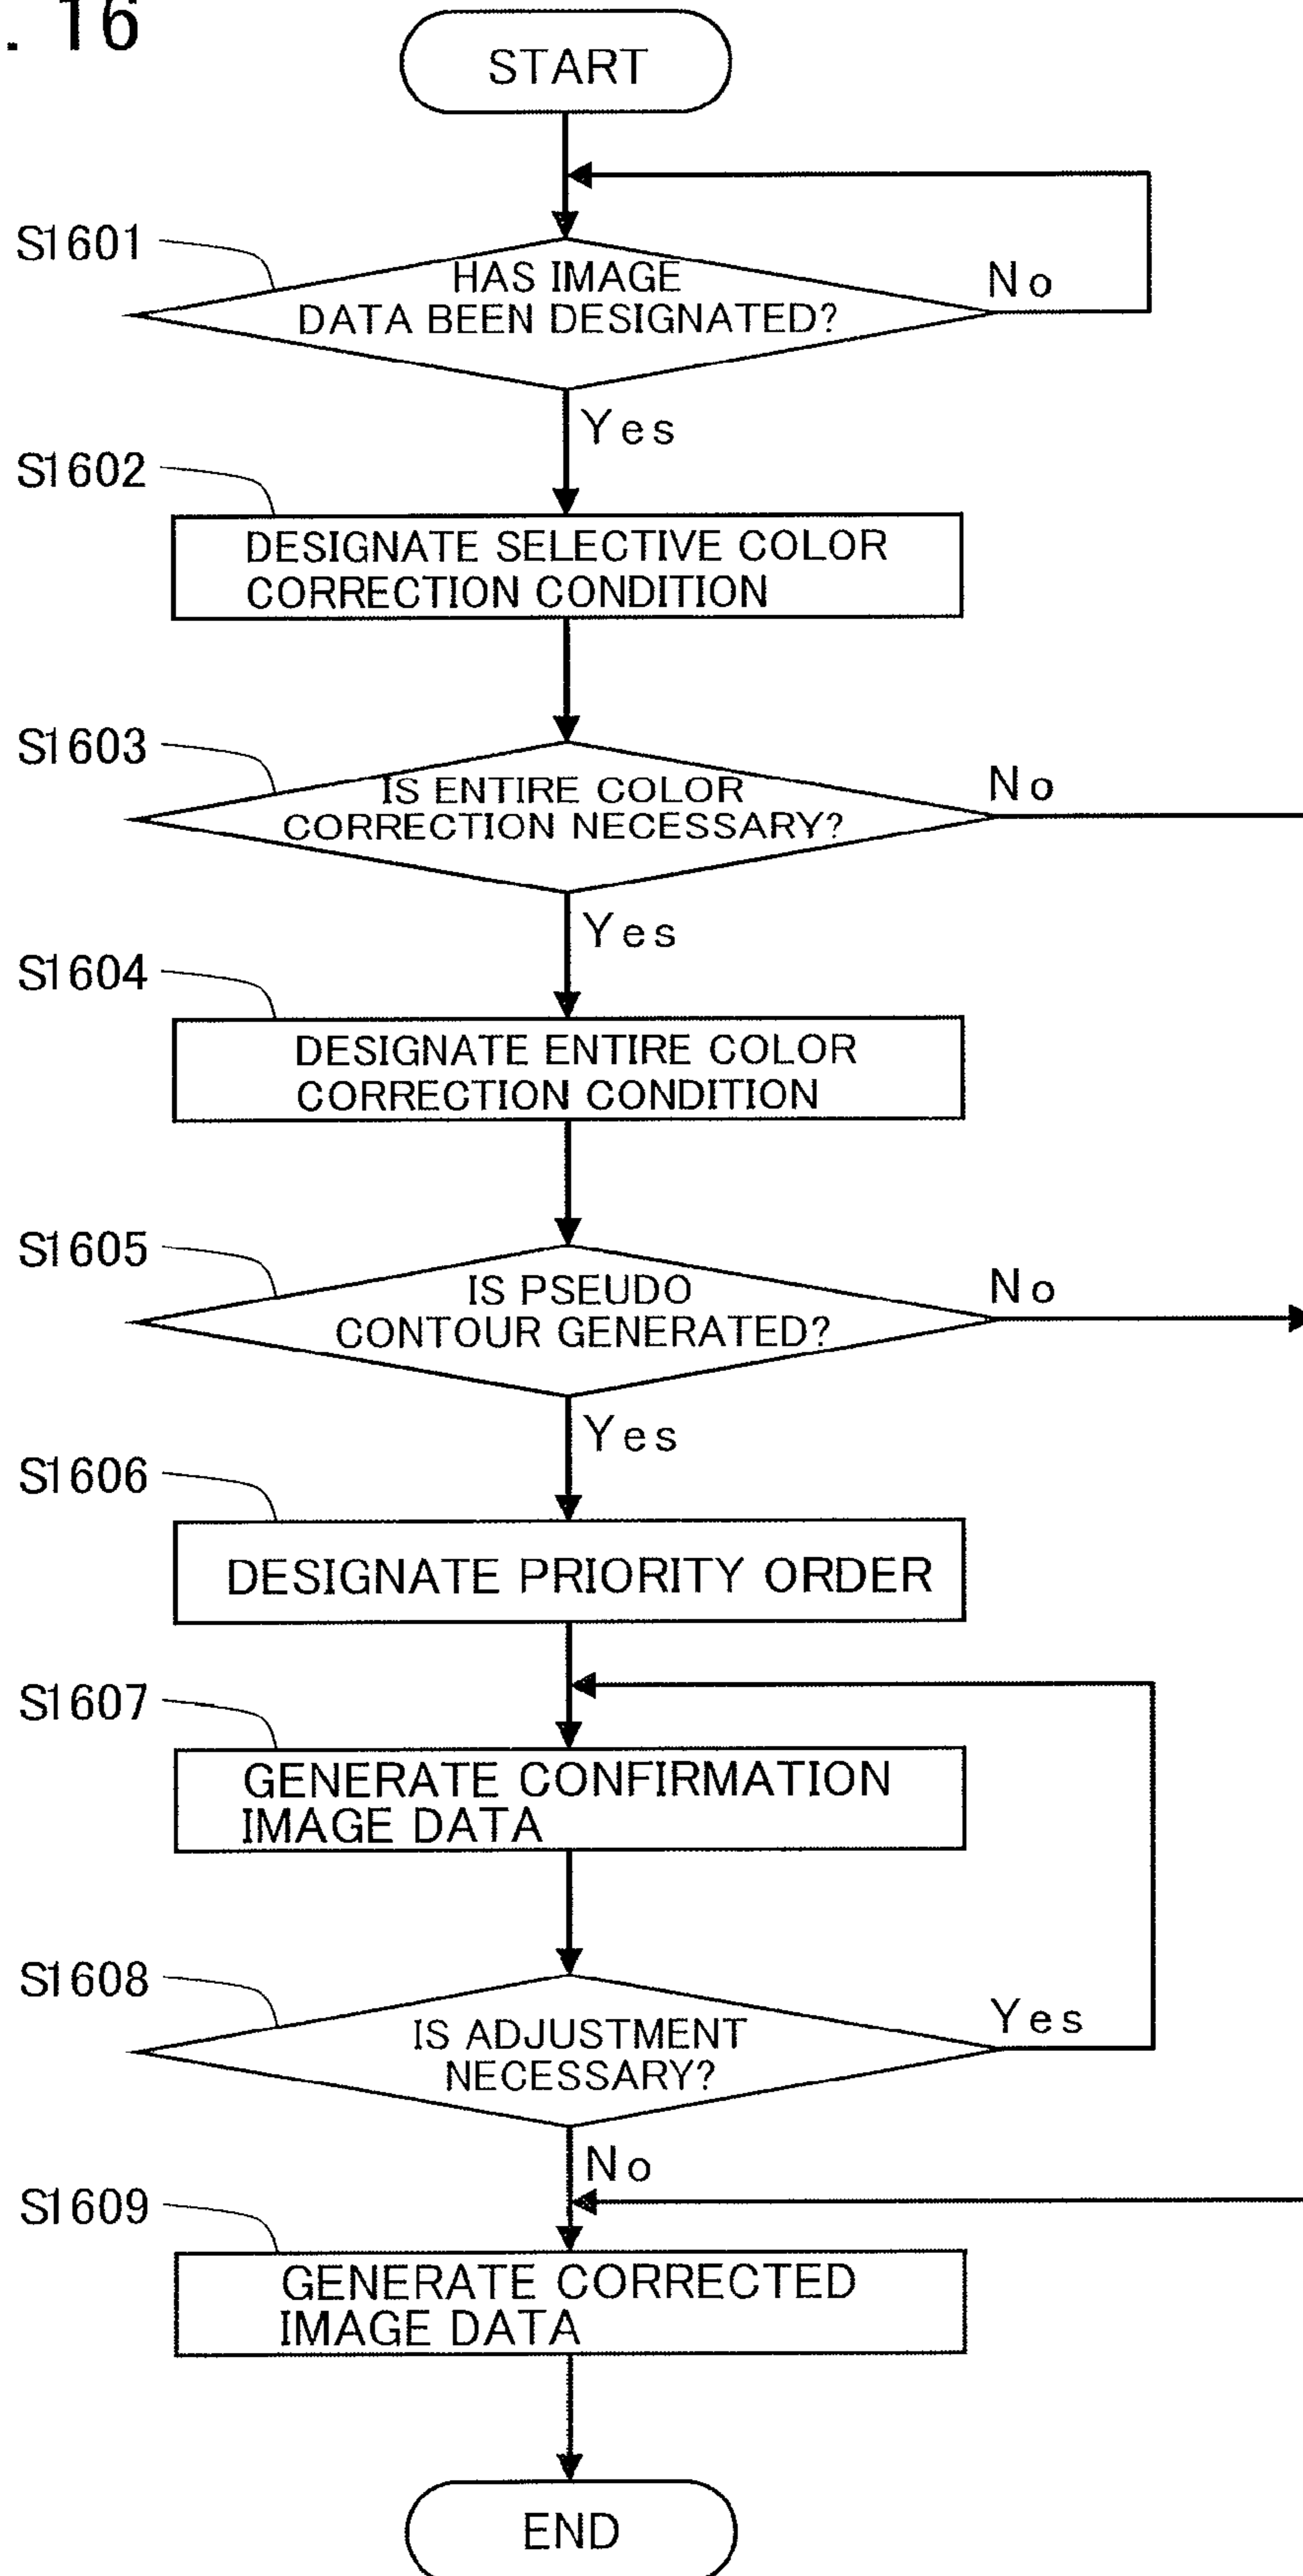 . 16
START
S1601
HAS IMAGE
DATA BEEN DESIGNATED?
No
Yes
S1602
DESIGNATE SELECTIVE COLOR
CORRECTION CONDITION
S1603
IS ENTIRE COLOR
CORRECTION NECESSARY?
No
Yes
S1604
DESIGNATE ENTIRE COLOR
CORRECTION CONDITION
S1605
IS PSEUDO
CONTOUR GENERATED?
No
Yes
S1606
DESIGNATE PRIORITY ORDER
S1607
GENERATE CONFIRMATION
IMAGE DATA
S1608
IS ADJUSTMENT
NECESSARY?
Yes
No
S1609
GENERATE CORRECTED
IMAGE DATA
END